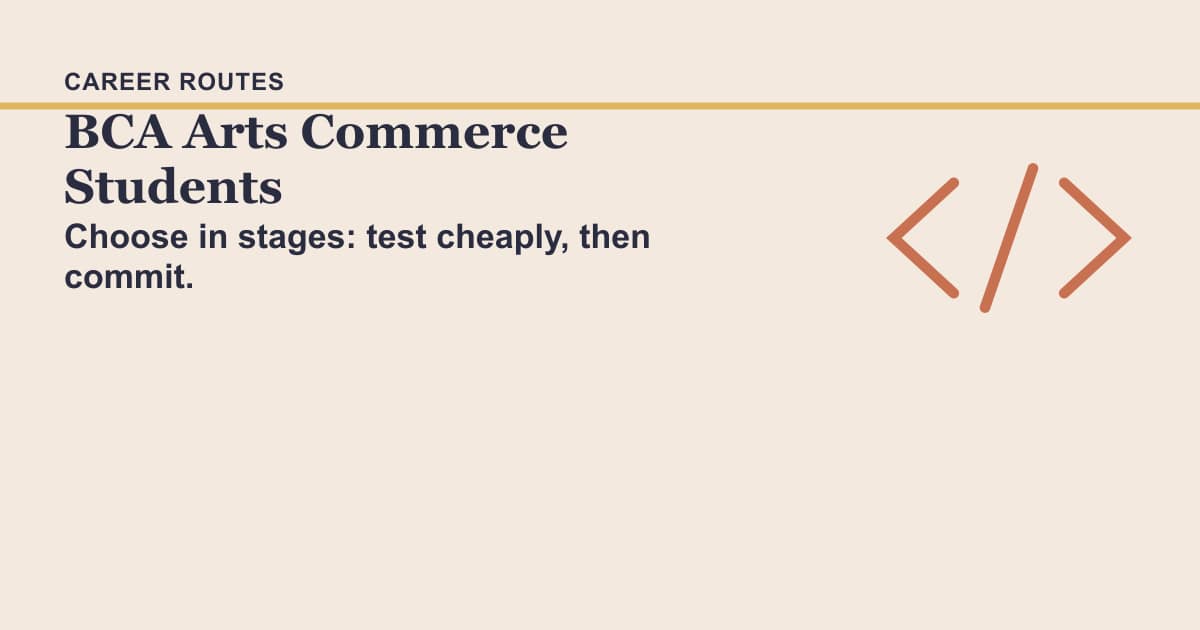 CAREER ROUTES
BCA Arts Commerce
Students
Choose in stages: test cheaply, then
commit.